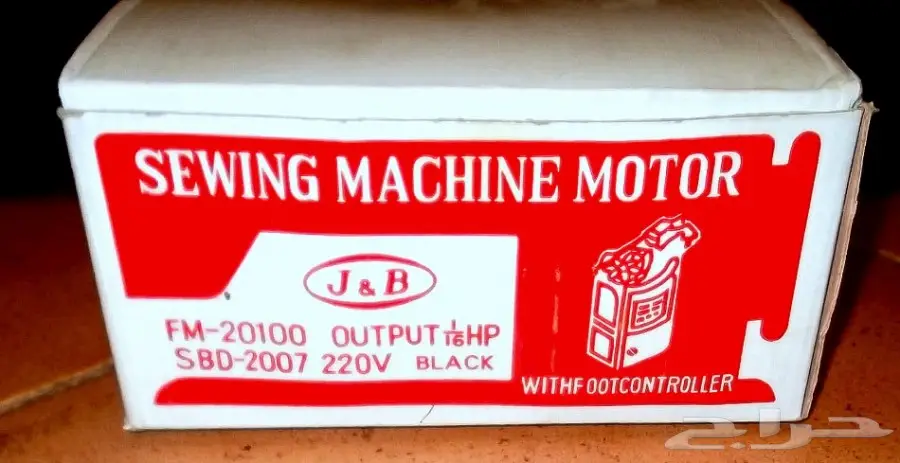 SEWING MACHINE MOTOR
J & B
FM-20100 OUTPUT 1/16 HP
SBD-2007 220V BLACK
WITHFOOTCONTROLLER
حراج